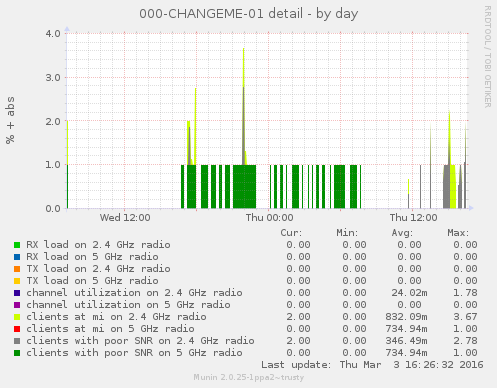 000-CHANGEME-01 detail - by day
RRDTOOL / TOBI OETIKER
% + abs
4.0
3.0
2.0
1.0
0.0
Wed 12:00 Thu 00:00 Thu 12:00
Cur: Min: Avg: Max:
RX load on 2.4 GHz radio 0.00 0.00 0.00 0.00
RX load on 5 GHz radio 0.00 0.00 0.00 0.00
TX load on 2.4 GHz radio 0.00 0.00 0.00 0.00
TX load on 5 GHz radio 0.00 0.00 0.00 0.00
channel utilization on 2.4 GHz radio 0.00 0.00 24.02m 1.78
channel utilization on 5 GHz radio 0.00 0.00 0.00 0.00
clients at mi on 2.4 GHz radio 2.00 0.00 832.09m 3.67
clients at mi on 5 GHz radio 0.00 0.00 734.94m 1.00
clients with poor SNR on 2.4 GHz radio 2.00 0.00 346.49m 2.78
clients with poor SNR on 5 GHz radio 0.00 0.00 734.94m 1.00
Last update: Thu Mar 3 16:26:32 2016
Munin 2.0.25-1ppa2~trusty